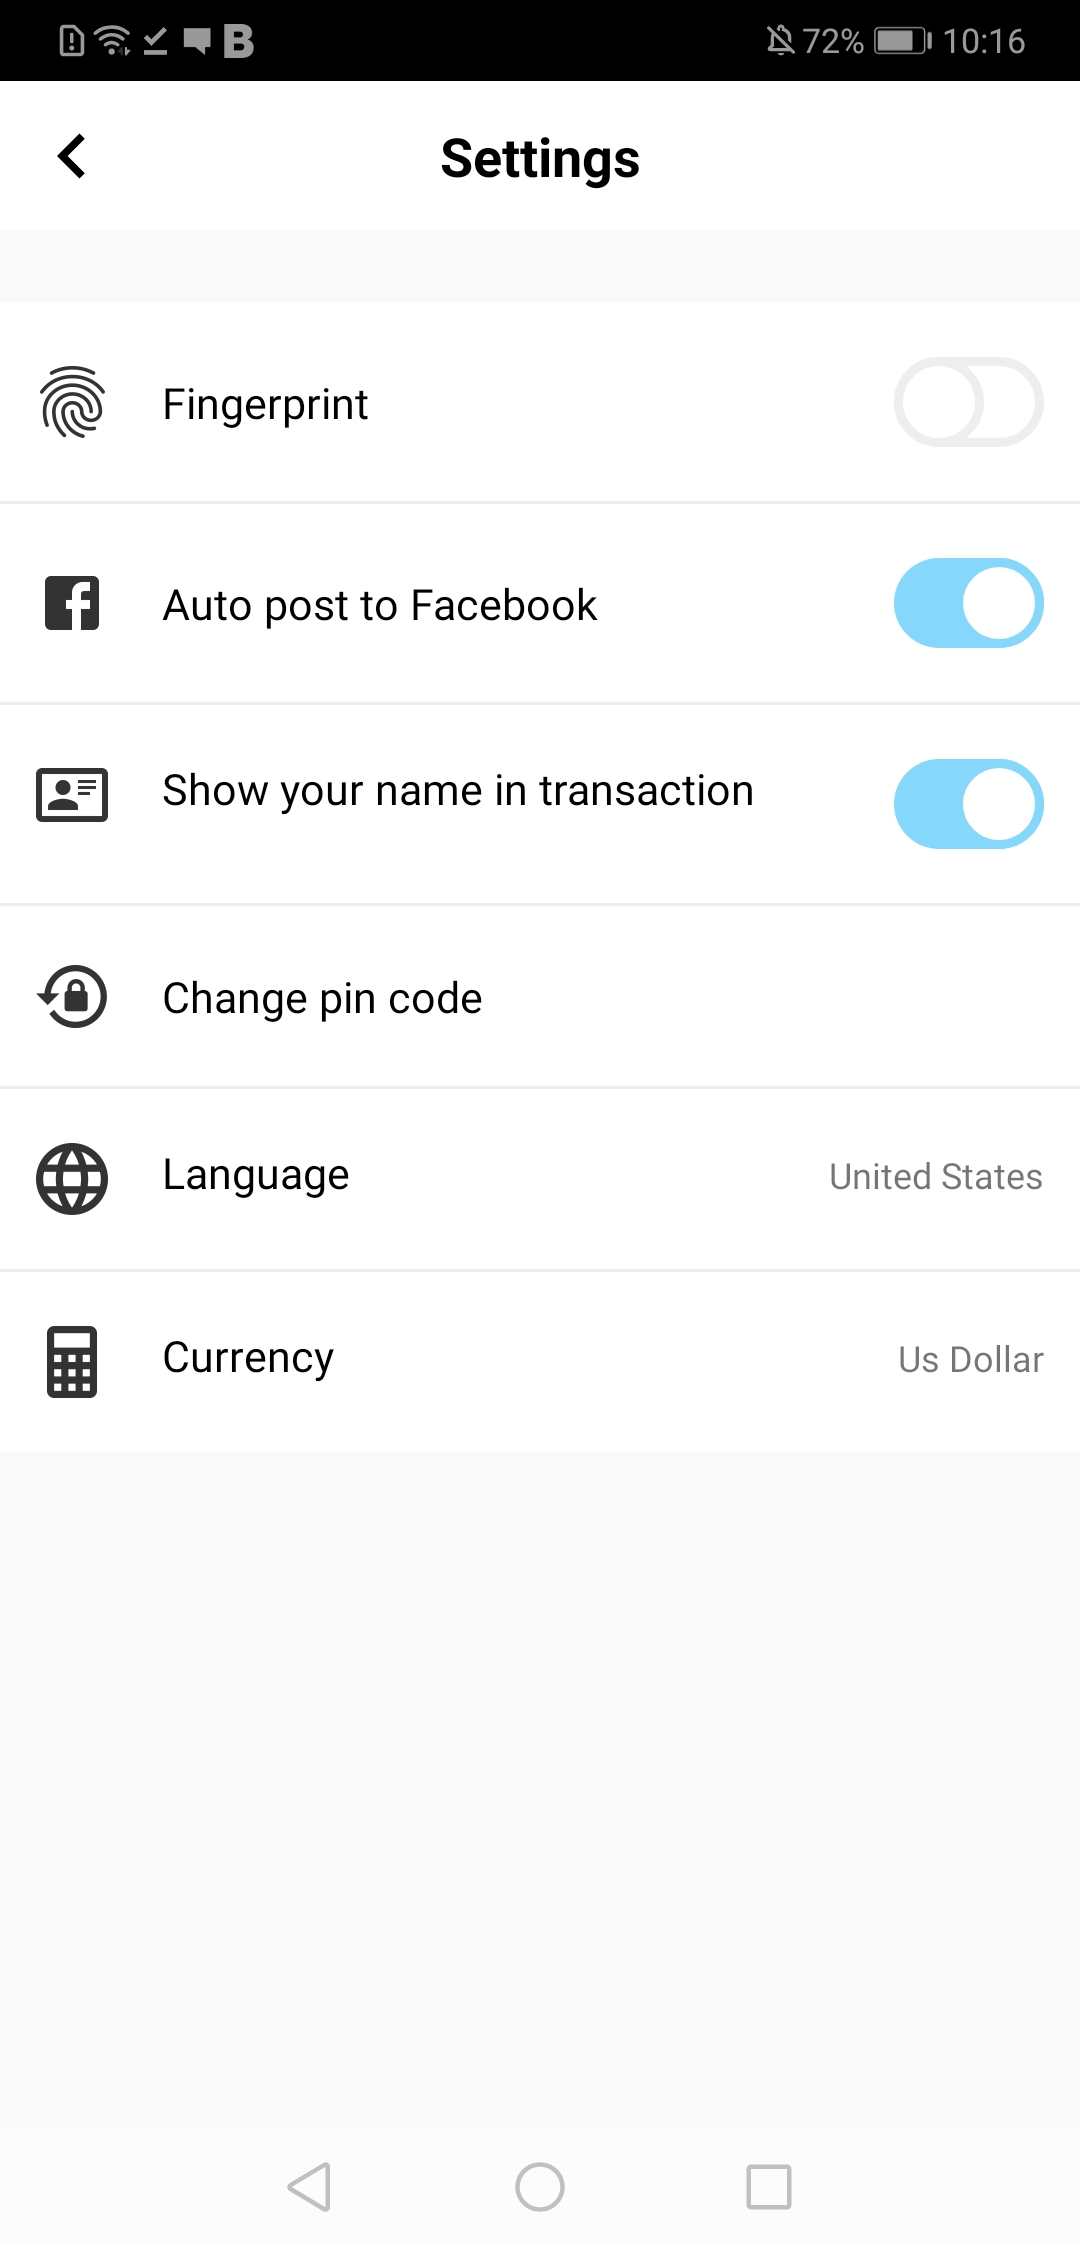 B 72% 10:16
Settings
Fingerprint
Auto post to Facebook
Show your name in transaction
Change pin code
Language United States
Currency Us Dollar